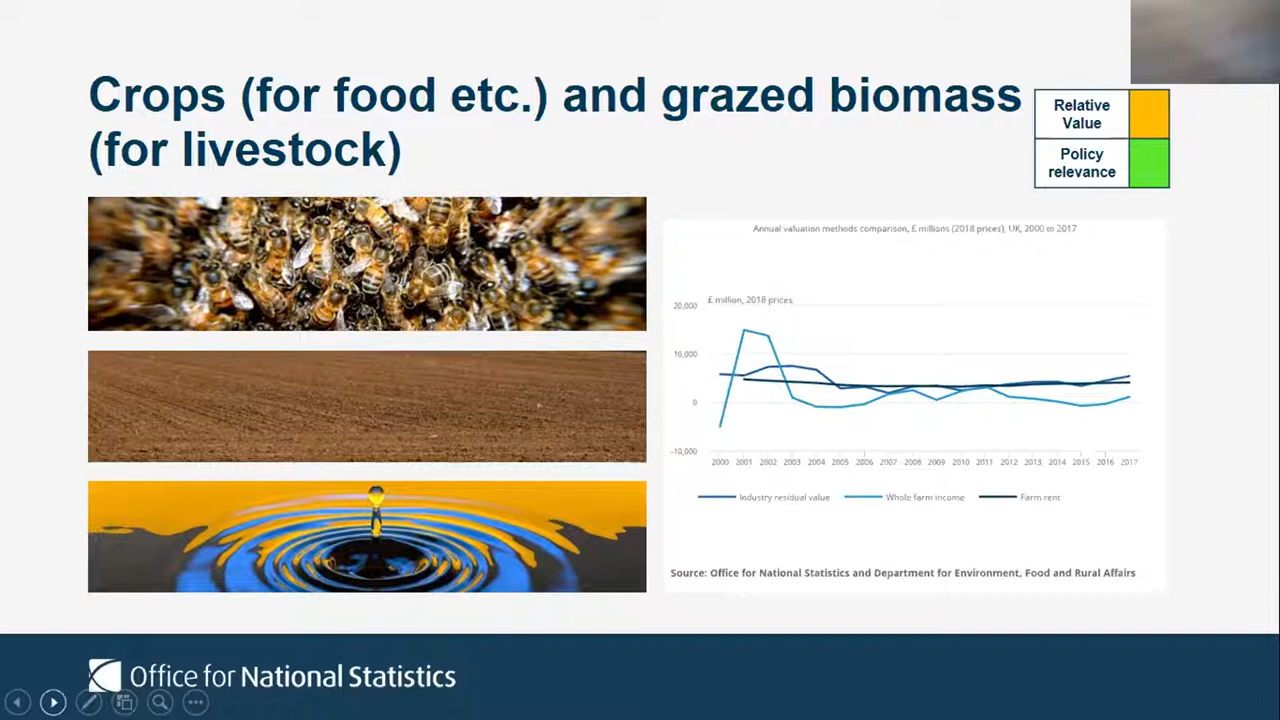 Crops (for food etc.) and grazed biomass
(for livestock)
Relative
Value
Policy
relevance
Annual valuation methods comparison, £ millions (2018 prices), UK, 2000 to 2017
£ million, 2018 prices
20,000
10,000
0
-10,000
2000 2001 2002 2003 2004 2005 2006 2007 2008 2009 2010 2011 2012 2013 2014 2015 2016 2017
Industry residual value Whole farm income Farm rent
Source: Office for National Statistics and Department for Environment, Food and Rural Affairs
Office for National Statistics